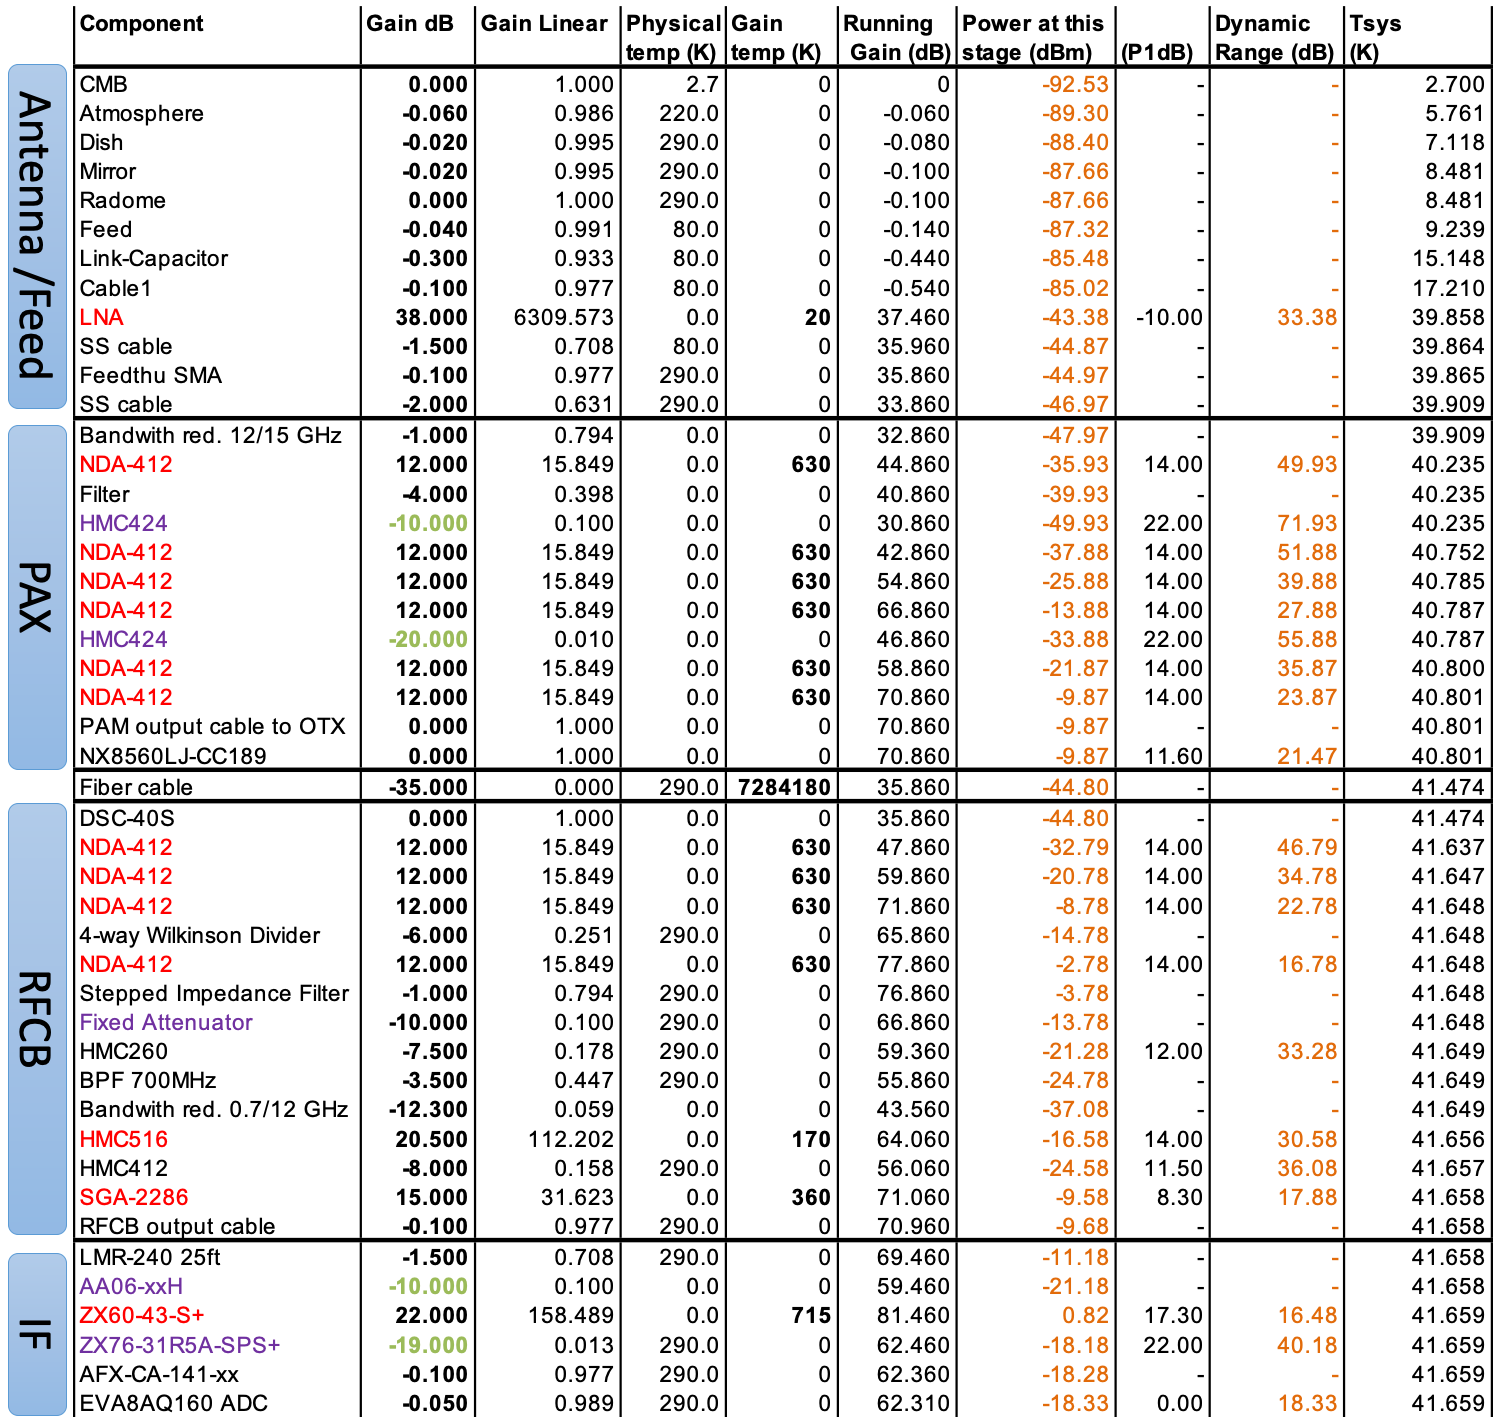 Component Gain dB Gain Linear Physical temp (K) Gain temp (K) Running Gain (dB) Power at this stage (dBm) (P1dB) Dynamic Range (dB) Tsys (K)
Antenna /Feed
CMB 0.000 1.000 2.7 0 0 -92.53 - - 2.700
Atmosphere -0.060 0.986 220.0 0 -0.060 -89.30 - - 5.761
Dish -0.020 0.995 290.0 0 -0.080 -88.40 - - 7.118
Mirror -0.020 0.995 290.0 0 -0.100 -87.66 - - 8.481
Radome 0.000 1.000 290.0 0 -0.100 -87.66 - - 8.481
Feed -0.040 0.991 80.0 0 -0.140 -87.32 - - 9.239
Link-Capacitor -0.300 0.933 80.0 0 -0.440 -85.48 - - 15.148
Cable1 -0.100 0.977 80.0 0 -0.540 -85.02 - - 17.210
LNA 38.000 6309.573 0.0 20 37.460 -43.38 -10.00 33.38 39.858
SS cable -1.500 0.708 80.0 0 35.960 -44.87 - - 39.864
Feedthu SMA -0.100 0.977 290.0 0 35.860 -44.97 - - 39.865
SS cable -2.000 0.631 290.0 0 33.860 -46.97 - - 39.909
PAX
Bandwith red. 12/15 GHz -1.000 0.794 0.0 0 32.860 -47.97 - - 39.909
NDA-412 12.000 15.849 0.0 630 44.860 -35.93 14.00 49.93 40.235
Filter -4.000 0.398 0.0 0 40.860 -39.93 - - 40.235
HMC424 -10.000 0.100 0.0 0 30.860 -49.93 22.00 71.93 40.235
NDA-412 12.000 15.849 0.0 630 42.860 -37.88 14.00 51.88 40.752
NDA-412 12.000 15.849 0.0 630 54.860 -25.88 14.00 39.88 40.785
NDA-412 12.000 15.849 0.0 630 66.860 -13.88 14.00 27.88 40.787
HMC424 -20.000 0.010 0.0 0 46.860 -33.88 22.00 55.88 40.787
NDA-412 12.000 15.849 0.0 630 58.860 -21.87 14.00 35.87 40.800
NDA-412 12.000 15.849 0.0 630 70.860 -9.87 14.00 23.87 40.801
PAM output cable to OTX 0.000 1.000 0.0 0 70.860 -9.87 - - 40.801
NX8560LJ-CC189 0.000 1.000 0.0 0 70.860 -9.87 11.60 21.47 40.801
Fiber cable -35.000 0.000 290.0 7284180 35.860 -44.80 - - 41.474
RFCB
DSC-40S 0.000 1.000 0.0 0 35.860 -44.80 - - 41.474
NDA-412 12.000 15.849 0.0 630 47.860 -32.79 14.00 46.79 41.637
NDA-412 12.000 15.849 0.0 630 59.860 -20.78 14.00 34.78 41.647
NDA-412 12.000 15.849 0.0 630 71.860 -8.78 14.00 22.78 41.648
4-way Wilkinson Divider -6.000 0.251 290.0 0 65.860 -14.78 - - 41.648
NDA-412 12.000 15.849 0.0 630 77.860 -2.78 14.00 16.78 41.648
Stepped Impedance Filter -1.000 0.794 290.0 0 76.860 -3.78 - - 41.648
Fixed Attenuator -10.000 0.100 290.0 0 66.860 -13.78 - - 41.648
HMC260 -7.500 0.178 290.0 0 59.360 -21.28 12.00 33.28 41.649
BPF 700MHz -3.500 0.447 290.0 0 55.860 -24.78 - - 41.649
Bandwith red. 0.7/12 GHz -12.300 0.059 0.0 0 43.560 -37.08 - - 41.649
HMC516 20.500 112.202 0.0 170 64.060 -16.58 14.00 30.58 41.656
HMC412 -8.000 0.158 290.0 0 56.060 -24.58 11.50 36.08 41.657
SGA-2286 15.000 31.623 0.0 360 71.060 -9.58 8.30 17.88 41.658
RFCB output cable -0.100 0.977 290.0 0 70.960 -9.68 - - 41.658
IF
LMR-240 25ft -1.500 0.708 290.0 0 69.460 -11.18 - - 41.658
AA06-xxH -10.000 0.100 0.0 0 59.460 -21.18 - - 41.658
ZX60-43-S+ 22.000 158.489 0.0 715 81.460 0.82 17.30 16.48 41.659
ZX76-31R5A-SPS+ -19.000 0.013 290.0 0 62.460 -18.18 22.00 40.18 41.659
AFX-CA-141-xx -0.100 0.977 290.0 0 62.360 -18.28 - - 41.659
EVA8AQ160 ADC -0.050 0.989 290.0 0 62.310 -18.33 0.00 18.33 41.659